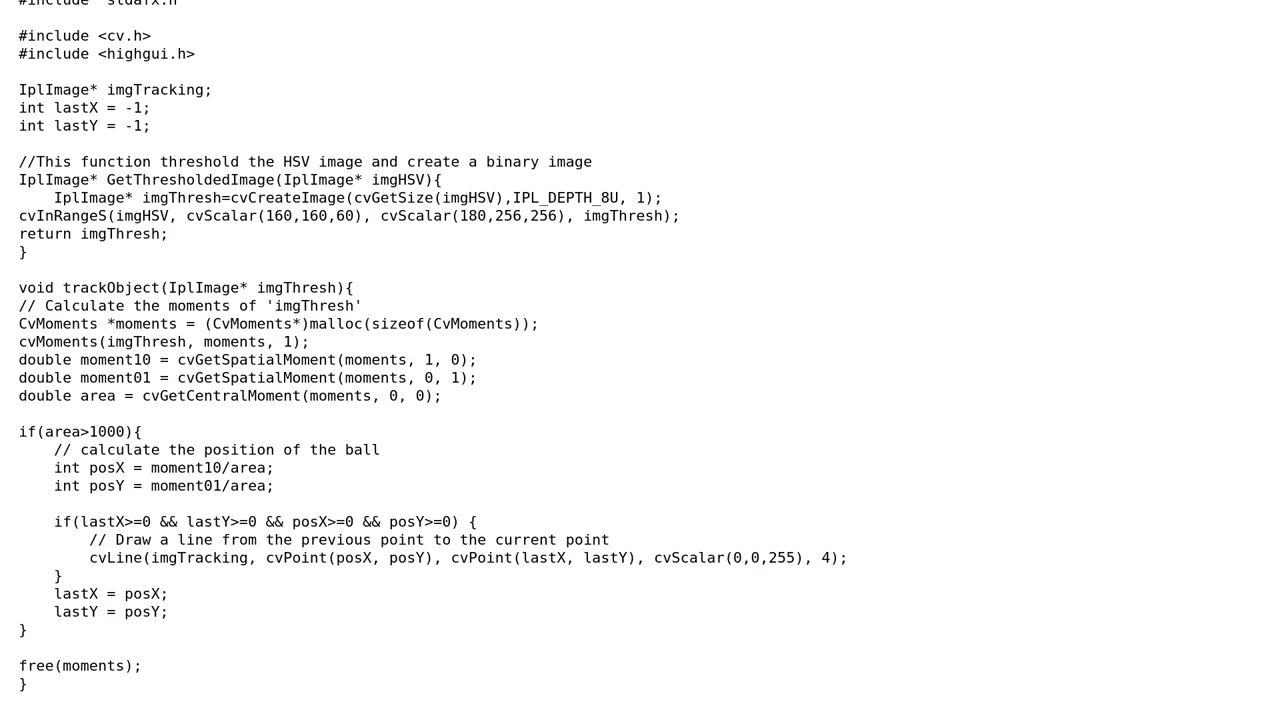 #include "stdafx.h"
#include <cv.h>
#include <highgui.h>
IplImage* imgTracking;
int lastX = -1;
int lastY = -1;
//This function threshold the HSV image and create a binary image
IplImage* GetThresholdedImage(IplImage* imgHSV){
    IplImage* imgThresh=cvCreateImage(cvGetSize(imgHSV),IPL_DEPTH_8U, 1);
cvInRangeS(imgHSV, cvScalar(160,160,60), cvScalar(180,256,256), imgThresh);
return imgThresh;
}
void trackObject(IplImage* imgThresh){
// Calculate the moments of 'imgThresh'
CvMoments *moments = (CvMoments*)malloc(sizeof(CvMoments));
cvMoments(imgThresh, moments, 1);
double moment10 = cvGetSpatialMoment(moments, 1, 0);
double moment01 = cvGetSpatialMoment(moments, 0, 1);
double area = cvGetCentralMoment(moments, 0, 0);
if(area>1000){
    // calculate the position of the ball
    int posX = moment10/area;
    int posY = moment01/area;
    if(lastX>=0 && lastY>=0 && posX>=0 && posY>=0) {
        // Draw a line from the previous point to the current point
        cvLine(imgTracking, cvPoint(posX, posY), cvPoint(lastX, lastY), cvScalar(0,0,255), 4);
    }
    lastX = posX;
    lastY = posY;
}
free(moments);
}